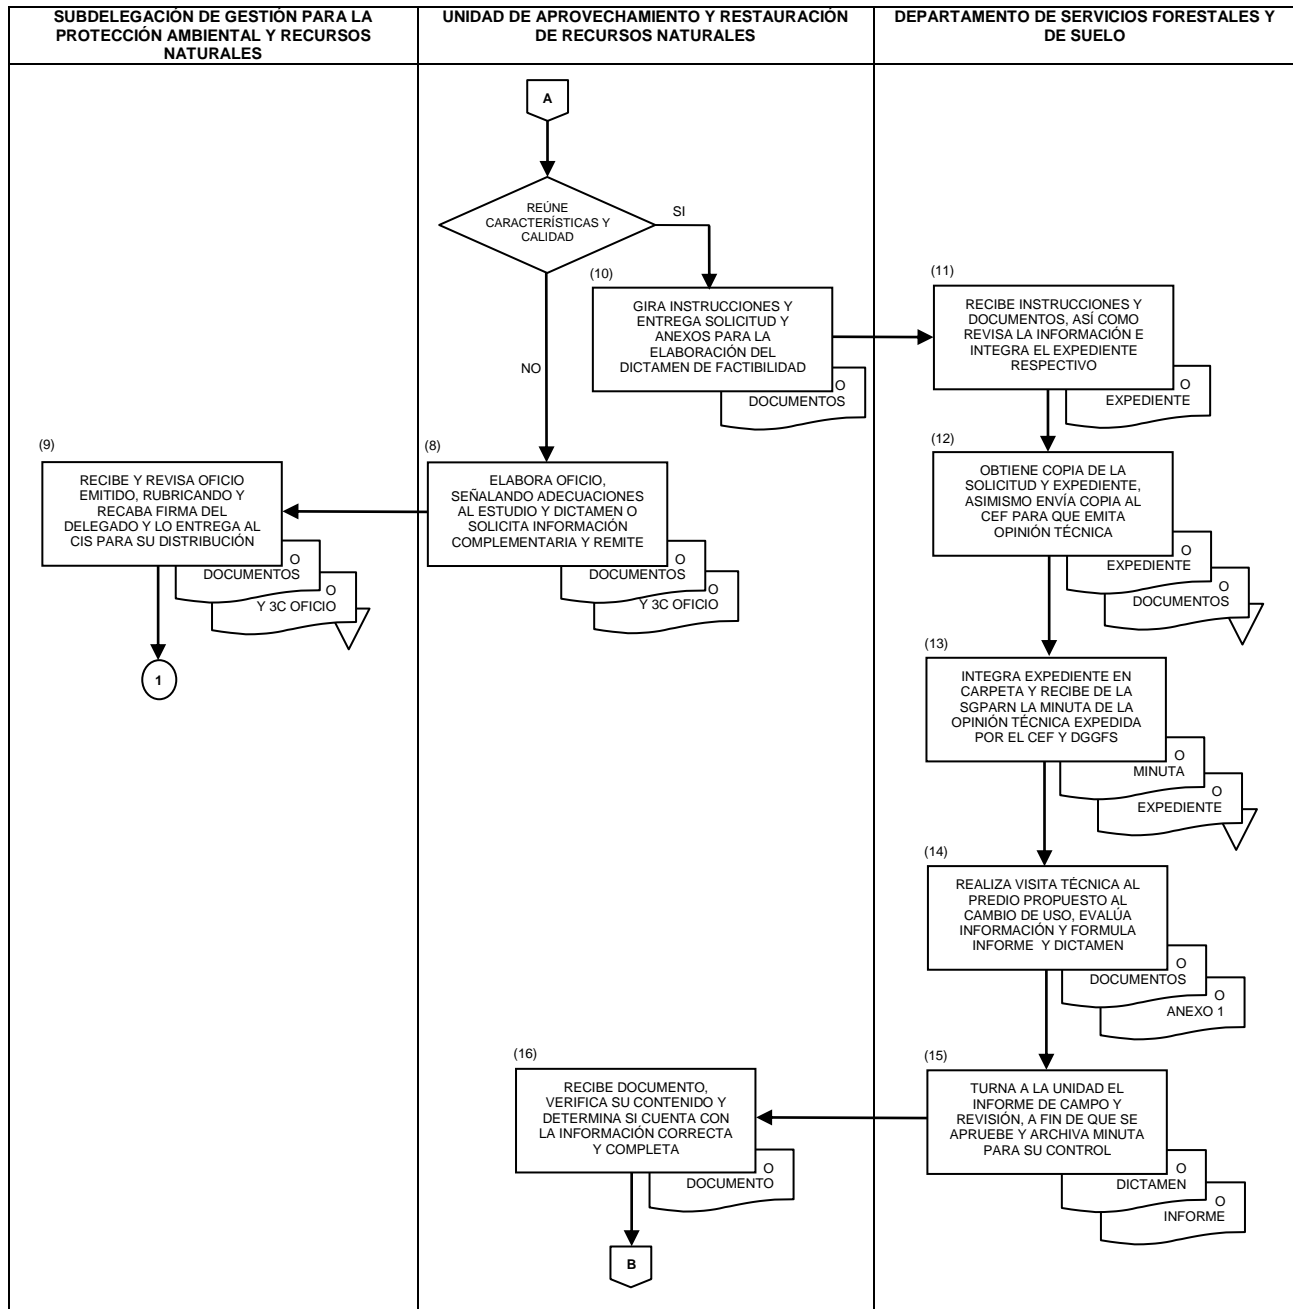 SUBDELEGACIÓN DE GESTIÓN PARA LA
PROTECCIÓN AMBIENTAL Y RECURSOS
NATURALES
UNIDAD DE APROVECHAMIENTO Y RESTAURACIÓN
DE RECURSOS NATURALES
DEPARTAMENTO DE SERVICIOS FORESTALES Y
DE SUELO
A
REÚNE
CARACTERÍSTICAS Y
CALIDAD
SI
NO
(10)
GIRA INSTRUCCIONES Y
ENTREGA SOLICITUD Y
ANEXOS PARA LA
ELABORACIÓN DEL
DICTAMEN DE FACTIBILIDAD
O
DOCUMENTOS
(11)
RECIBE INSTRUCCIONES Y
DOCUMENTOS, ASÍ COMO
REVISA LA INFORMACIÓN E
INTEGRA EL EXPEDIENTE
RESPECTIVO
O
EXPEDIENTE
(9)
RECIBE Y REVISA OFICIO
EMITIDO, RUBRICANDO Y
RECABA FIRMA DEL
DELEGADO Y LO ENTREGA AL
CIS PARA SU DISTRIBUCIÓN
O
DOCUMENTOS
O
Y 3C OFICIO
1
(8)
ELABORA OFICIO,
SEÑALANDO ADECUACIONES
AL ESTUDIO Y DICTAMEN O
SOLICITA INFORMACIÓN
COMPLEMENTARIA Y REMITE
O
DOCUMENTOS
O
Y 3C OFICIO
(12)
OBTIENE COPIA DE LA
SOLICITUD Y EXPEDIENTE,
ASIMISMO ENVÍA COPIA AL
CEF PARA QUE EMITA
OPINIÓN TÉCNICA
O
EXPEDIENTE
O
DOCUMENTOS
(13)
INTEGRA EXPEDIENTE EN
CARPETA Y RECIBE DE LA
SGPARN LA MINUTA DE LA
OPINIÓN TÉCNICA EXPEDIDA
POR EL CEF Y DGGFS
O
MINUTA
O
EXPEDIENTE
(14)
REALIZA VISITA TÉCNICA AL
PREDIO PROPUESTO AL
CAMBIO DE USO, EVALÚA
INFORMACIÓN Y FORMULA
INFORME Y DICTAMEN
O
DOCUMENTOS
O
ANEXO 1
(15)
TURNA A LA UNIDAD EL
INFORME DE CAMPO Y
REVISIÓN, A FIN DE QUE SE
APRUEBE Y ARCHIVA MINUTA
PARA SU CONTROL
O
DICTAMEN
O
INFORME
(16)
RECIBE DOCUMENTO,
VERIFICA SU CONTENIDO Y
DETERMINA SI CUENTA CON
LA INFORMACIÓN CORRECTA
Y COMPLETA
O
DOCUMENTO
B